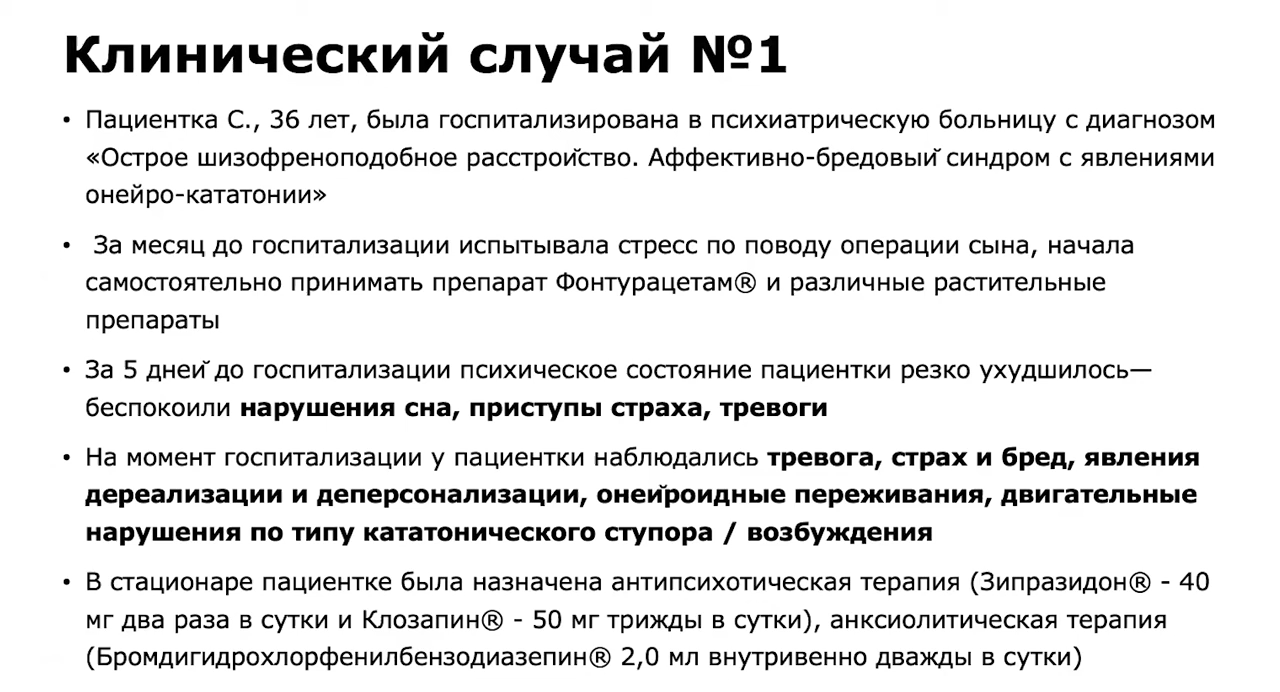 Клинический случай №1
• Пациентка С., 36 лет, была госпитализирована в психиатрическую больницу с диагнозом
«Острое шизофреноподобное расстройство. Аффективно-бредовый синдром с явлениями
онейро-кататонии»
• За месяц до госпитализации испытывала стресс по поводу операции сына, начала
самостоятельно принимать препарат Фонтурацетам® и различные растительные
препараты
• За 5 дней до госпитализации психическое состояние пациентки резко ухудшилось—
беспокоили нарушения сна, приступы страха, тревоги
• На момент госпитализации у пациентки наблюдались тревога, страх и бред, явления
дереализации и деперсонализации, онейроидные переживания, двигательные
нарушения по типу кататонического ступора / возбуждения
• В стационаре пациентке была назначена антипсихотическая терапия (Зипразидон® - 40
мг два раза в сутки и Клозапин® - 50 мг трижды в сутки), анксиолитическая терапия
(Бромдигидрохлорфенилбензодиазепин® 2,0 мл внутривенно дважды в сутки)